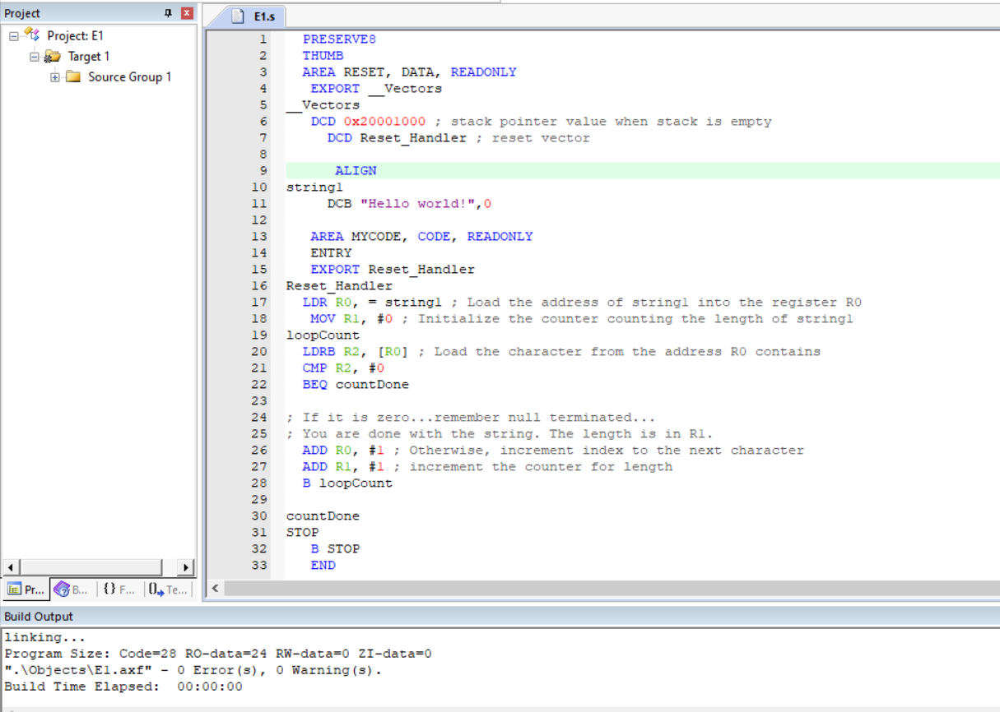 Project
Project: E1
Target 1
Source Group 1
Pr...
B...
{} F...
Te...
E1.s
1 PRESERVE8
2 THUMB
3 AREA RESET, DATA, READONLY
4 EXPORT __Vectors
5 __Vectors
6 DCD 0x20001000 ; stack pointer value when stack is empty
7 DCD Reset_Handler ; reset vector
8
9 ALIGN
10 string1
11 DCB "Hello world!",0
12
13 AREA MYCODE, CODE, READONLY
14 ENTRY
15 EXPORT Reset_Handler
16 Reset_Handler
17 LDR R0, = string1 ; Load the address of string1 into the register R0
18 MOV R1, #0 ; Initialize the counter counting the length of string1
19 loopCount
20 LDRB R2, [R0] ; Load the character from the address R0 contains
21 CMP R2, #0
22 BEQ countDone
23
24 ; If it is zero...remember null terminated...
25 ; You are done with the string. The length is in R1.
26 ADD R0, #1 ; Otherwise, increment index to the next character
27 ADD R1, #1 ; increment the counter for length
28 B loopCount
29
30 countDone
31 STOP
32 B STOP
33 END
Build Output
linking...
Program Size: Code=28 RO-data=24 RW-data=0 ZI-data=0
".\Objects\E1.axf" - 0 Error(s), 0 Warning(s).
Build Time Elapsed:  00:00:00